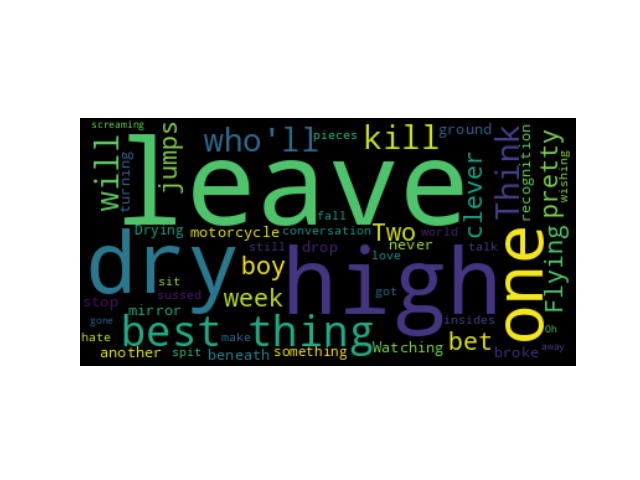 screaming
will
turning
jumps
who'll
pieces
kill
ground
leave
clever
Think
recognition
Flying
pretty
wishing
fall
Drying
motorcycle
conversation
Two
world
never
talk
dry
still
drop
love
high
one
boy
sit
week
got
stop
sussed
mirror
gone
best thing
make
insides
Oh
hate
another
spit
beneath
something
Watching
bet
broke
away